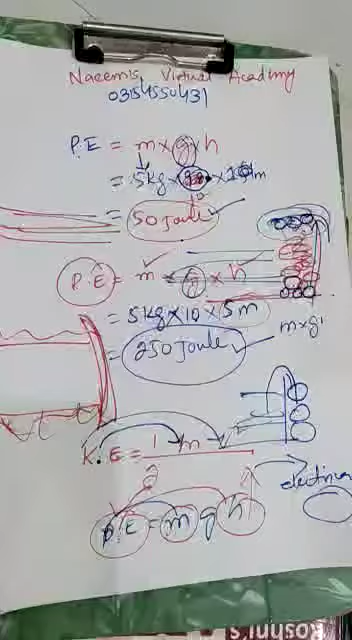 Naeem's Virtual Academy
03154550431
P.E = m x g x h
= 5kg x 10 x 1m
= 50 Joule
P.E = m x g x h
= 5kg x 10 x 5m
= 250 Joule
m x g
K.E = 1 m
P.E = m g h